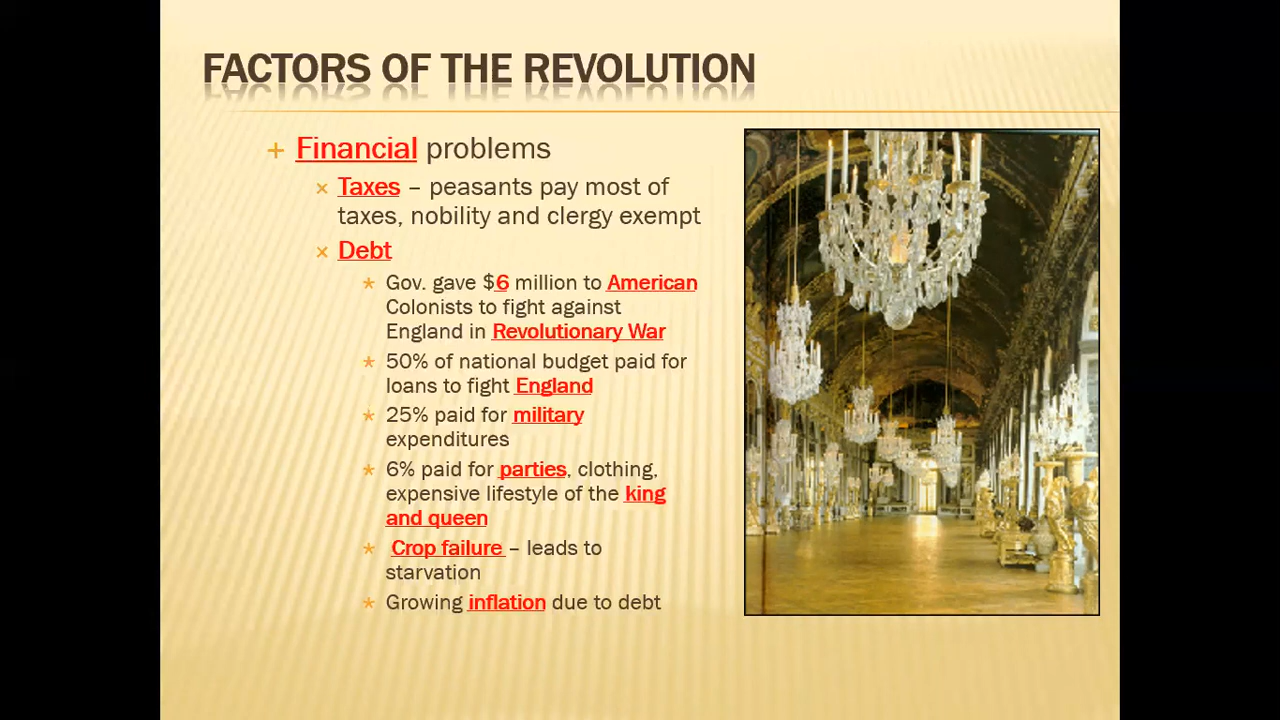 FACTORS OF THE REVOLUTION
Financial problems
Taxes – peasants pay most of
taxes, nobility and clergy exempt
Debt
Gov. gave $6 million to American
Colonists to fight against
England in Revolutionary War
50% of national budget paid for
loans to fight England
25% paid for military
expenditures
6% paid for parties, clothing,
expensive lifestyle of the king
and queen
Crop failure – leads to
starvation
Growing inflation due to debt